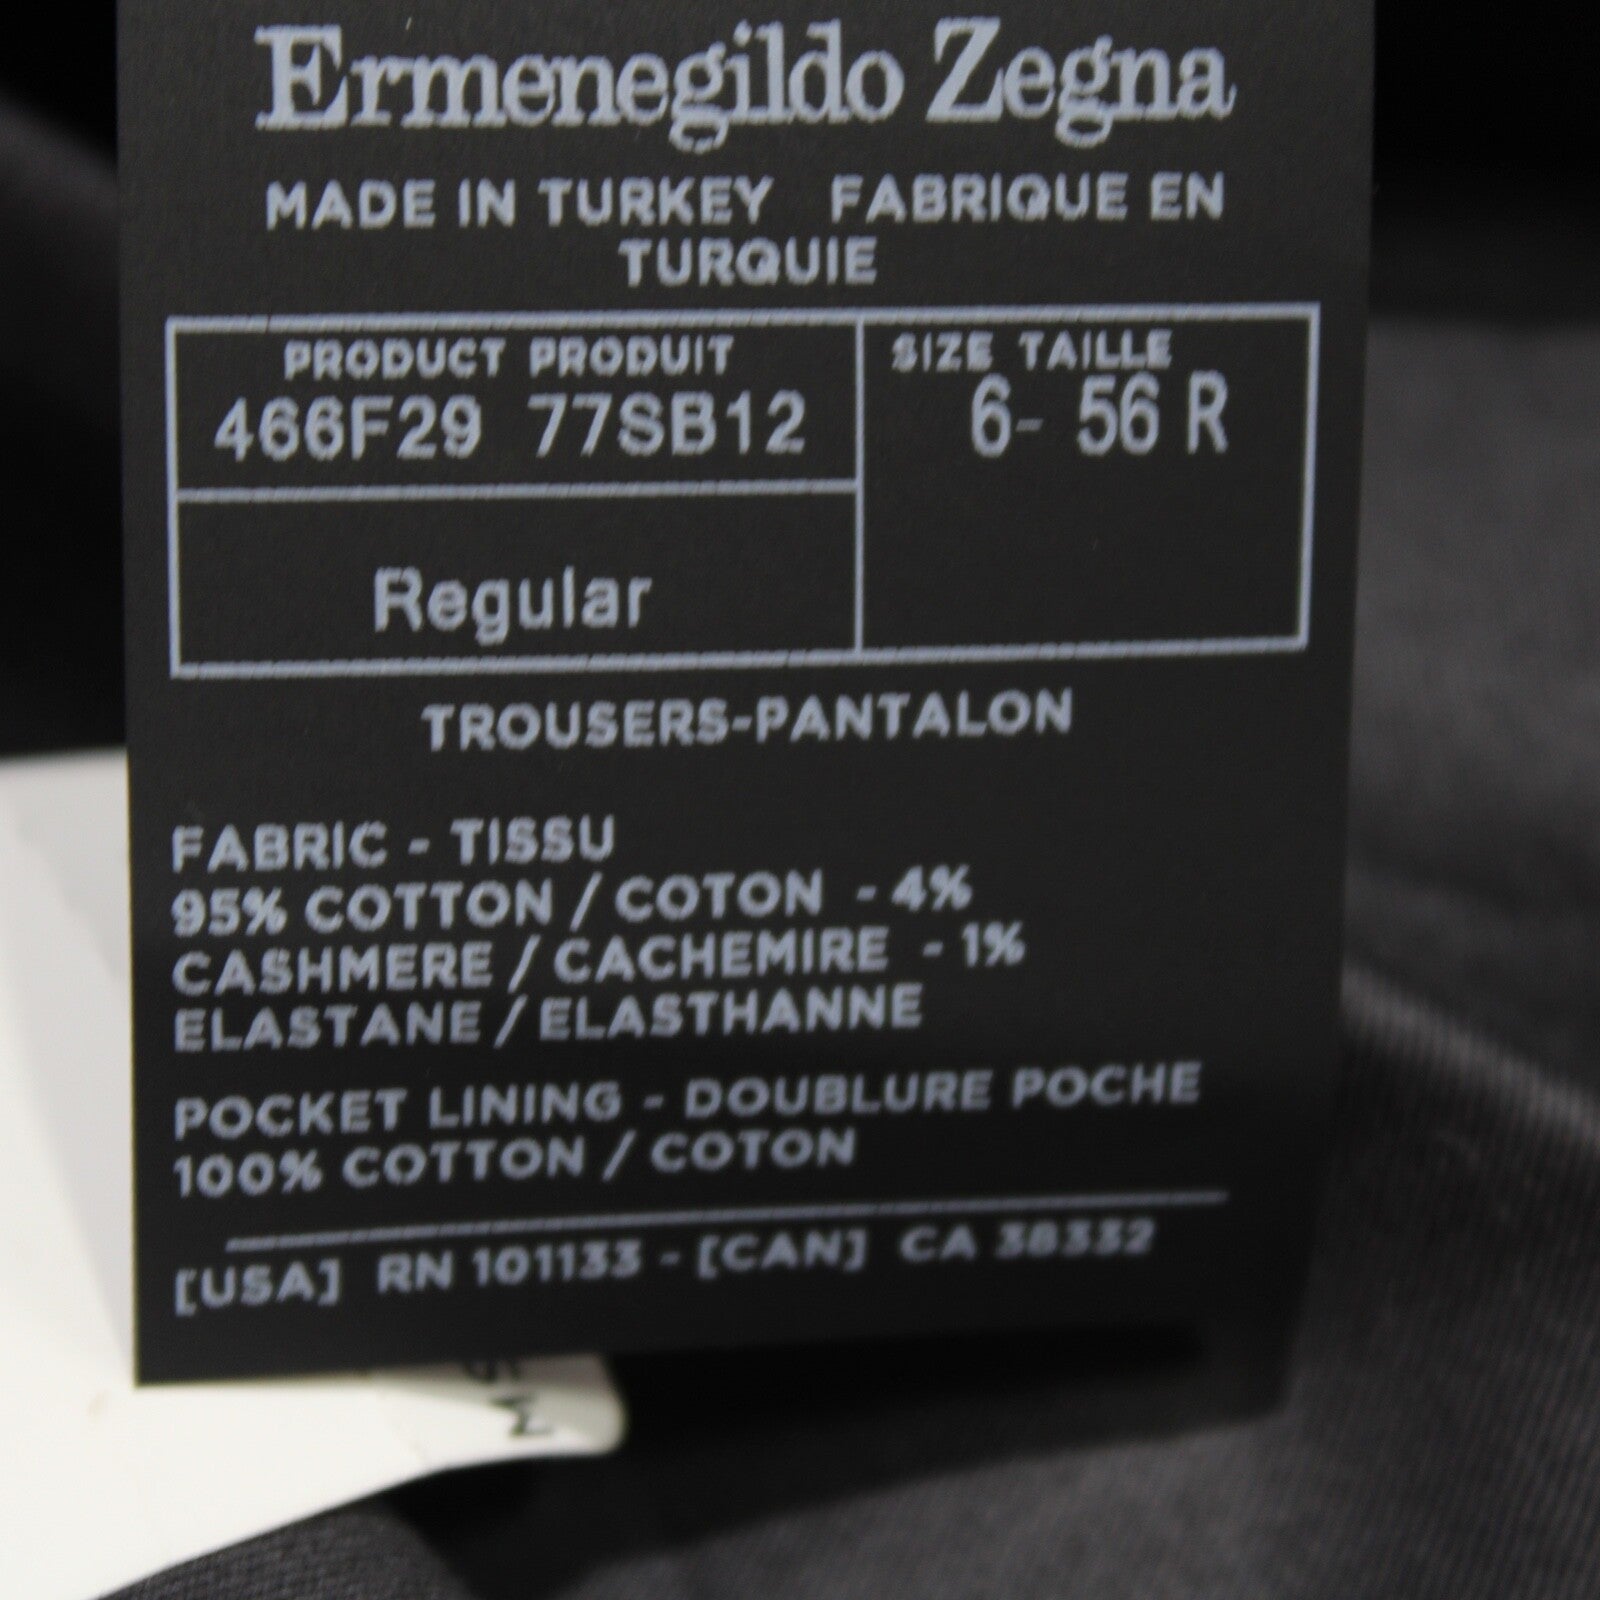 Ermenegildo Zegna
MADE IN TURKEY FABRIQUE EN
TURQUIE
PRODUCT PRODUIT
466F29 77SB12
SIZE TAILLE
6- 56 R
Regular
TROUSERS-PANTALON
FABRIC - TISSU
95% COTTON / COTON - 4%
CASHMERE / CACHEMIRE - 1%
ELASTANE / ELASTHANNE
POCKET LINING - DOUBLURE POCHE
100% COTTON / COTON
[USA] RN 101133 - [CAN] CA 38332